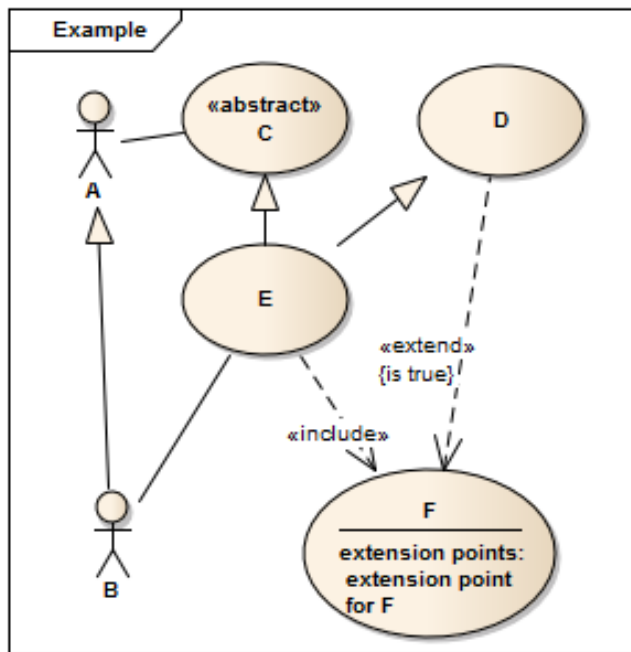 Example
«abstract»
C
D
A
E
«extend»
{is true}
«include»
F
extension points:
extension point
for F
B